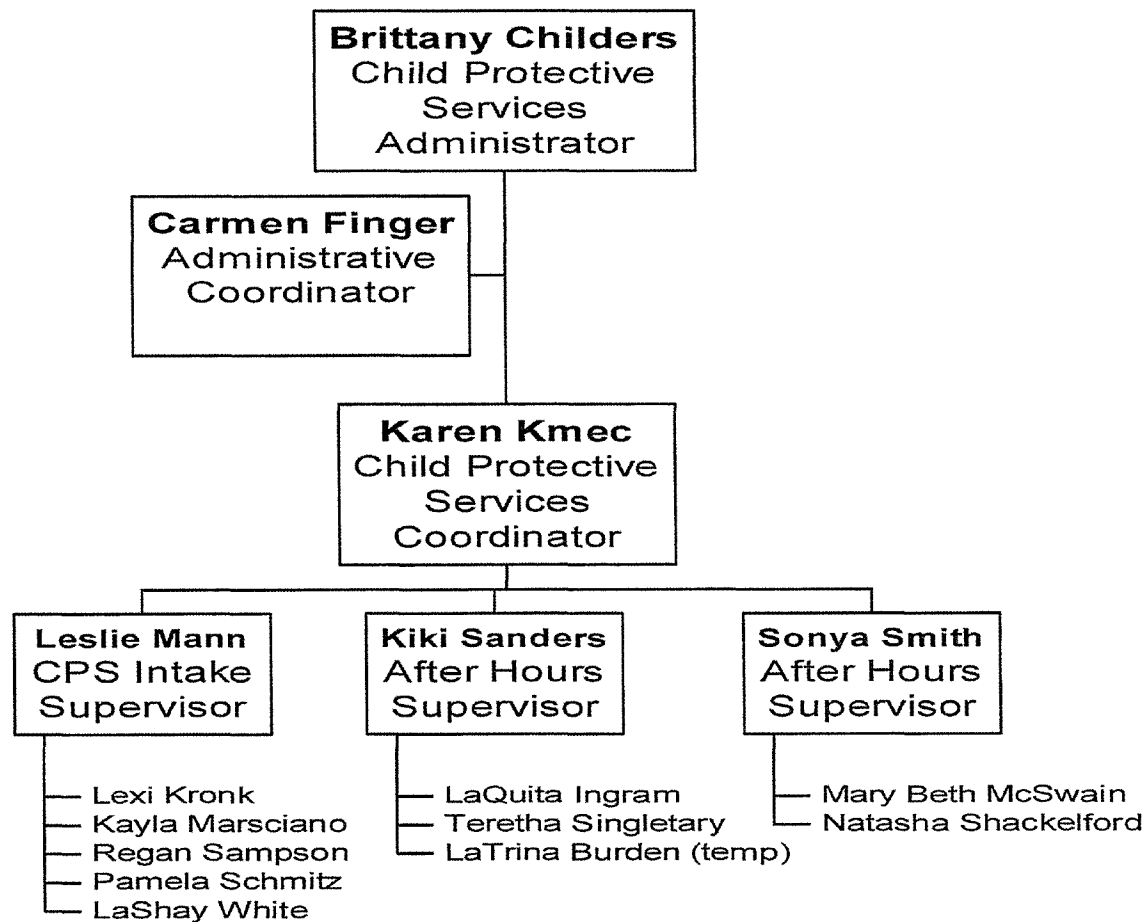 Brittany Childers
Child Protective
Services
Administrator
Carmen Finger
Administrative
Coordinator
Karen Kmec
Child Protective
Services
Coordinator
Leslie Mann
CPS Intake
Supervisor
Lexi Kronk
Kayla Marsciano
Regan Sampson
Pamela Schmitz
LaShay White
Kiki Sanders
After Hours
Supervisor
LaQuita Ingram
Teretha Singletary
LaTrina Burden (temp)
Sonya Smith
After Hours
Supervisor
Mary Beth McSwain
Natasha Shackelford